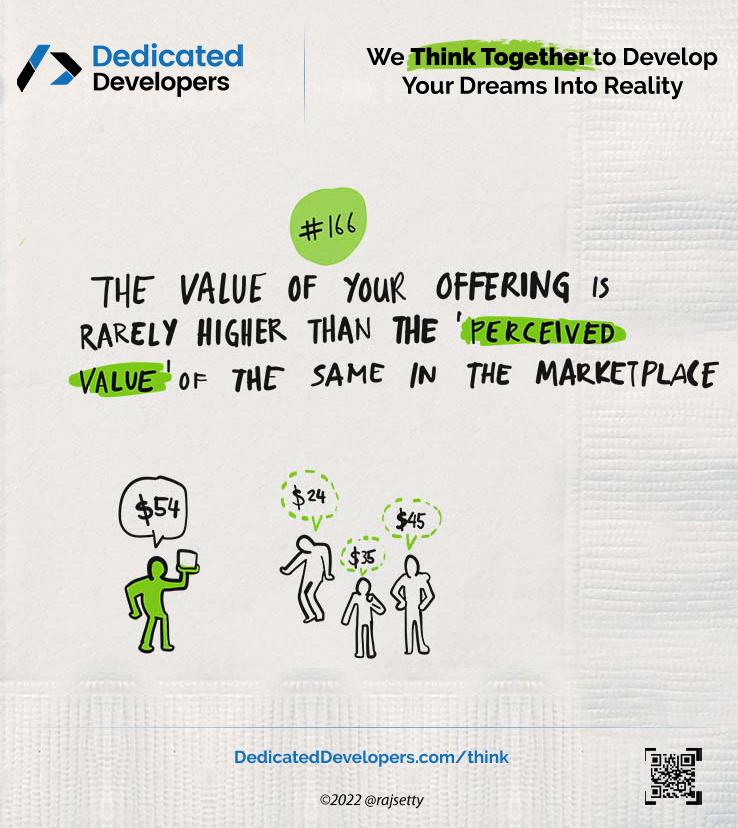 Dedicated
Developers
We Think Together to Develop
Your Dreams Into Reality
#166
THE VALUE OF YOUR OFFERING IS
RARELY HIGHER THAN THE 'PERCEIVED
VALUE' OF THE SAME IN THE MARKETPLACE
$54
$24
$35
$45
DedicatedDevelopers.com/think
©2022 @rajsetty